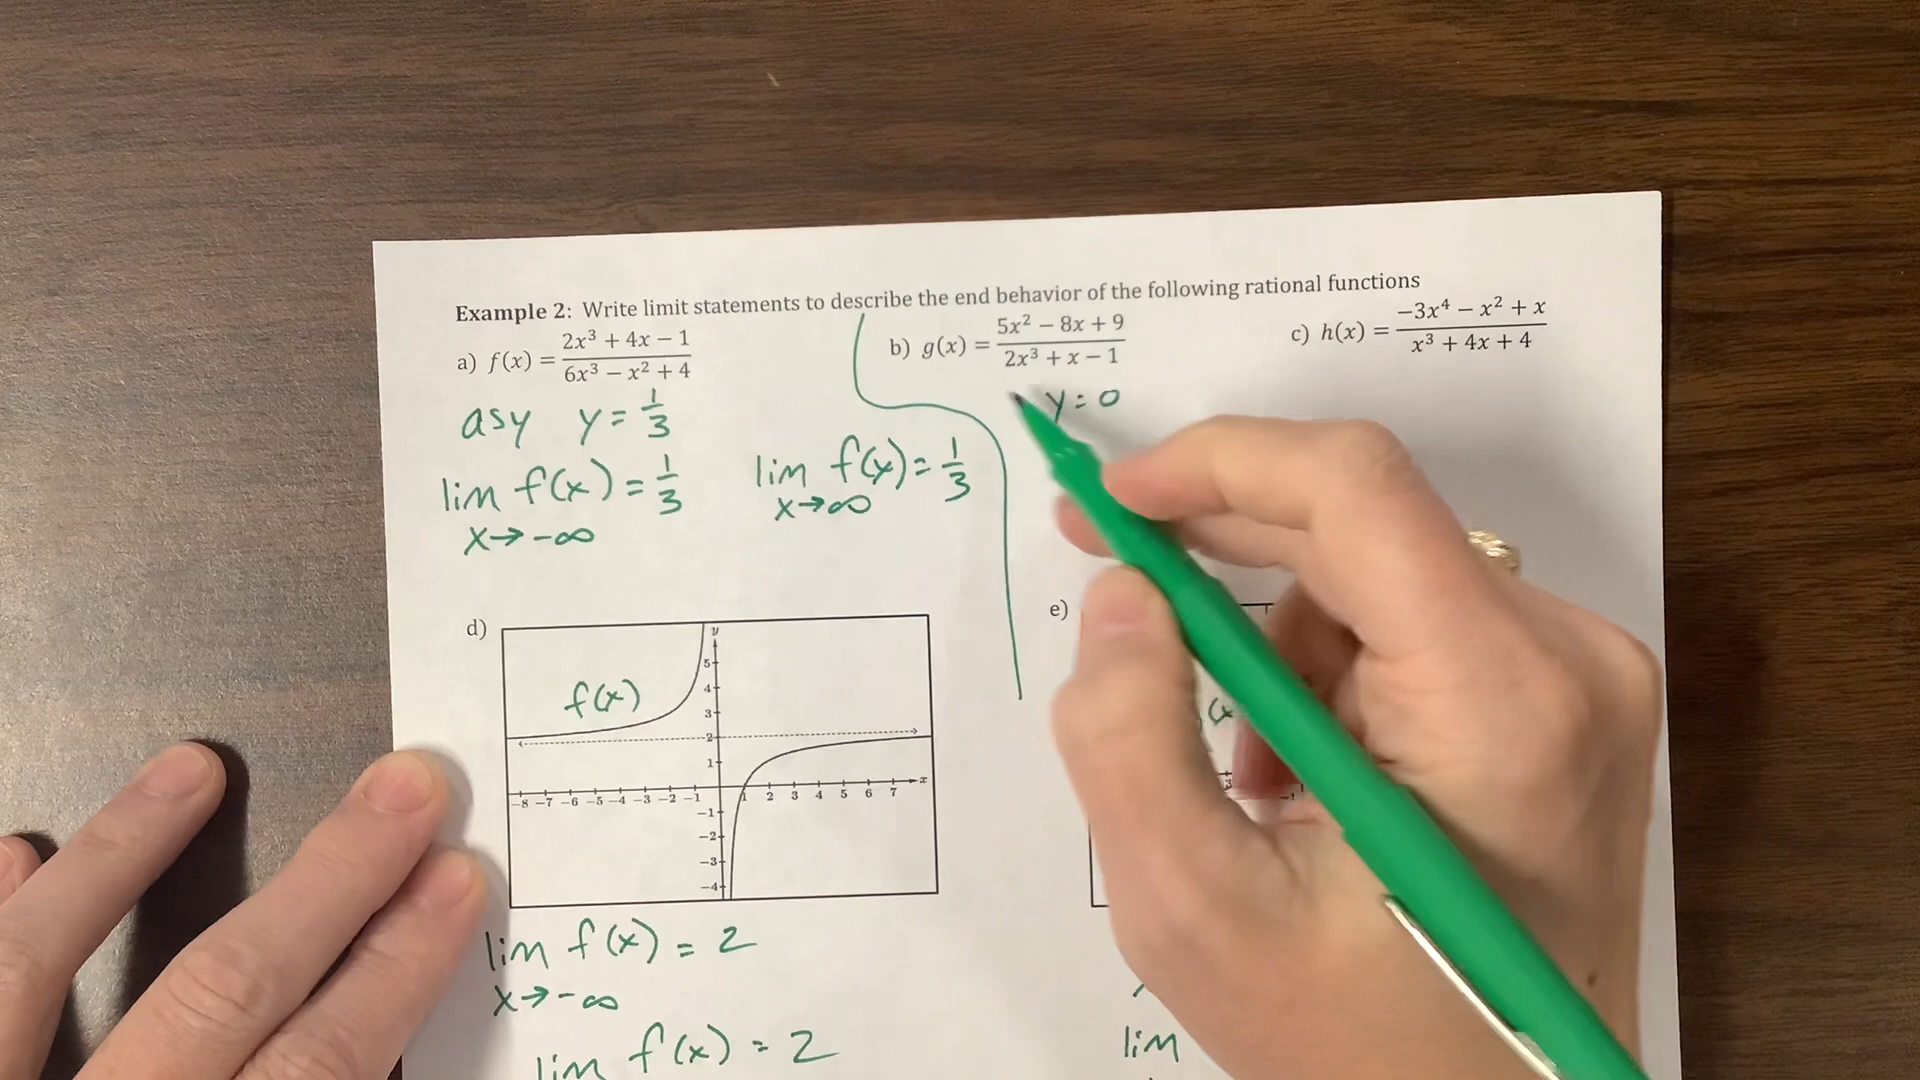 Example 2: Write limit statements to describe the end behavior of the following rational functions
a) f(x) = (2x³ + 4x − 1)/(6x³ − x² + 4)
b) g(x) = (5x² − 8x + 9)/(2x³ + x − 1)
c) h(x) = (−3x⁴ − x² + x)/(x³ + 4x + 4)
asy y = 1/3
y = 0
lim f(x) = 1/3
x→ -∞
lim f(x) = 1/3
x→∞
d)
e)
f(x)
y
5
4
3
2
1
x
−8 −7 −6 −5 −4 −3 −2 −1 1 2 3 4 5 6 7
−1
−2
−3
−4
(x
−1
lim f(x) = 2
x→ -∞
lim f(x) = 2
lim